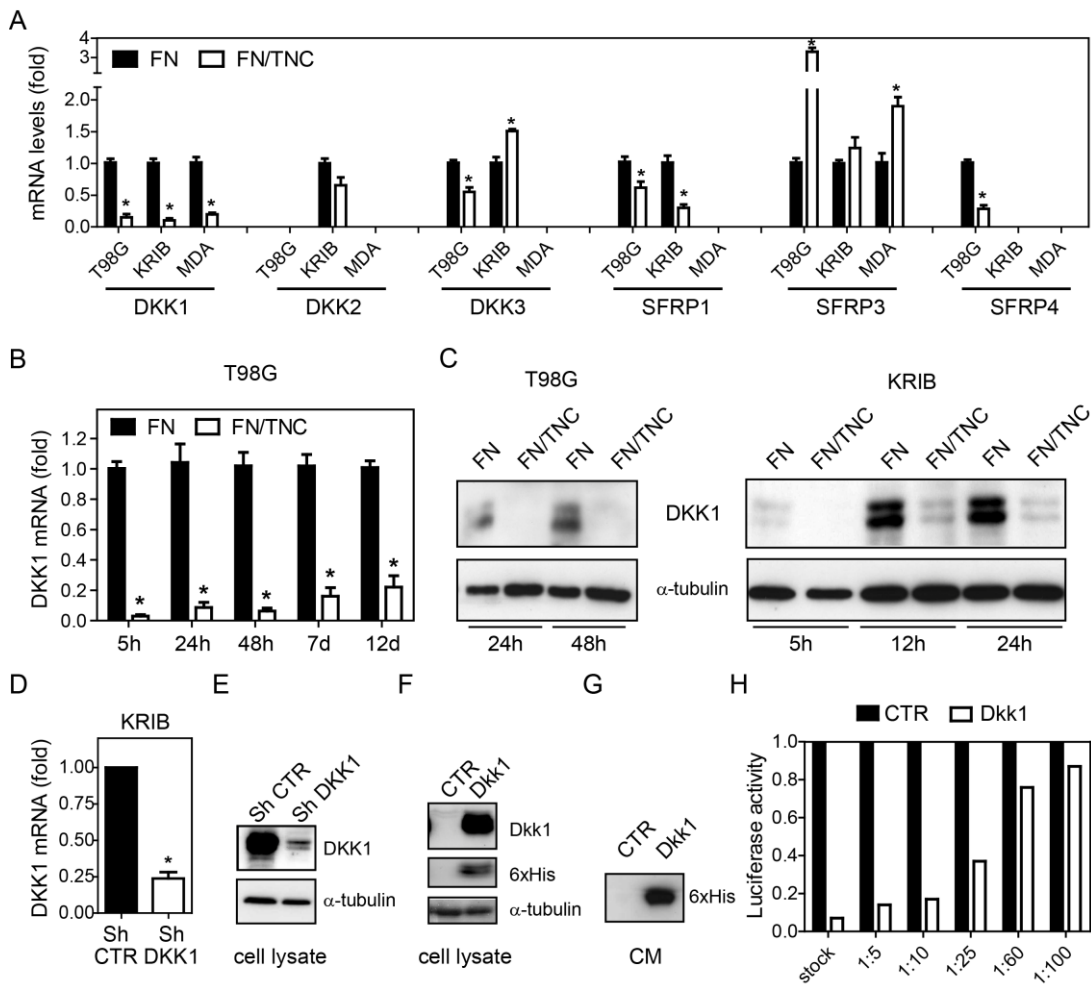 A
mRNA levels (fold)
4
3
2.0
1.5
1.0
0.5
0.0
FN FN/TNC
* * * * * * * * * *
T98G KRIB MDA T98G KRIB MDA T98G KRIB MDA T98G KRIB MDA T98G KRIB MDA T98G KRIB MDA
DKK1 DKK2 DKK3 SFRP1 SFRP3 SFRP4
B
T98G
DKK1 mRNA (fold)
FN FN/TNC
1.2
1.0
0.8
0.6
0.4
0.2
0.0
* * * * *
5h 24h 48h 7d 12d
C
T98G KRIB
FN FN/TNC FN FN/TNC FN FN/TNC FN FN/TNC FN FN/TNC
DKK1
α-tubulin
24h 48h 5h 12h 24h
D
KRIB
DKK1 mRNA (fold)
1.00
0.75
0.50
0.25
0.00
*
Sh Sh
CTR DKK1
E
Sh CTR Sh DKK1
DKK1
α-tubulin
cell lysate
F
CTR Dkk1
Dkk1
6xHis
α-tubulin
cell lysate
G
CTR Dkk1
6xHis
CM
H
CTR Dkk1
Luciferase activity
1.0
0.8
0.6
0.4
0.2
0.0
stock 1:5 1:10 1:25 1:60 1:100